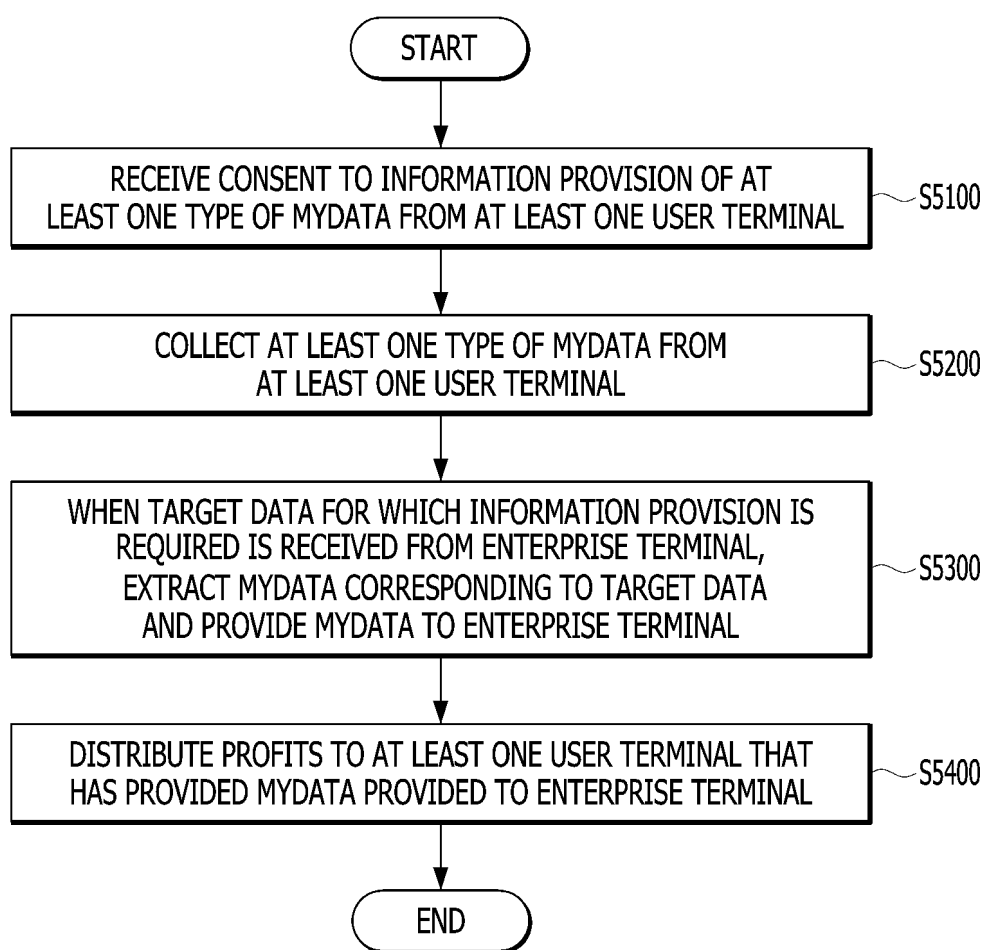 START
RECEIVE CONSENT TO INFORMATION PROVISION OF AT
LEAST ONE TYPE OF MYDATA FROM AT LEAST ONE USER TERMINAL
S5100
COLLECT AT LEAST ONE TYPE OF MYDATA FROM
AT LEAST ONE USER TERMINAL
S5200
WHEN TARGET DATA FOR WHICH INFORMATION PROVISION IS
REQUIRED IS RECEIVED FROM ENTERPRISE TERMINAL,
EXTRACT MYDATA CORRESPONDING TO TARGET DATA
AND PROVIDE MYDATA TO ENTERPRISE TERMINAL
S5300
DISTRIBUTE PROFITS TO AT LEAST ONE USER TERMINAL THAT
HAS PROVIDED MYDATA PROVIDED TO ENTERPRISE TERMINAL
S5400
END